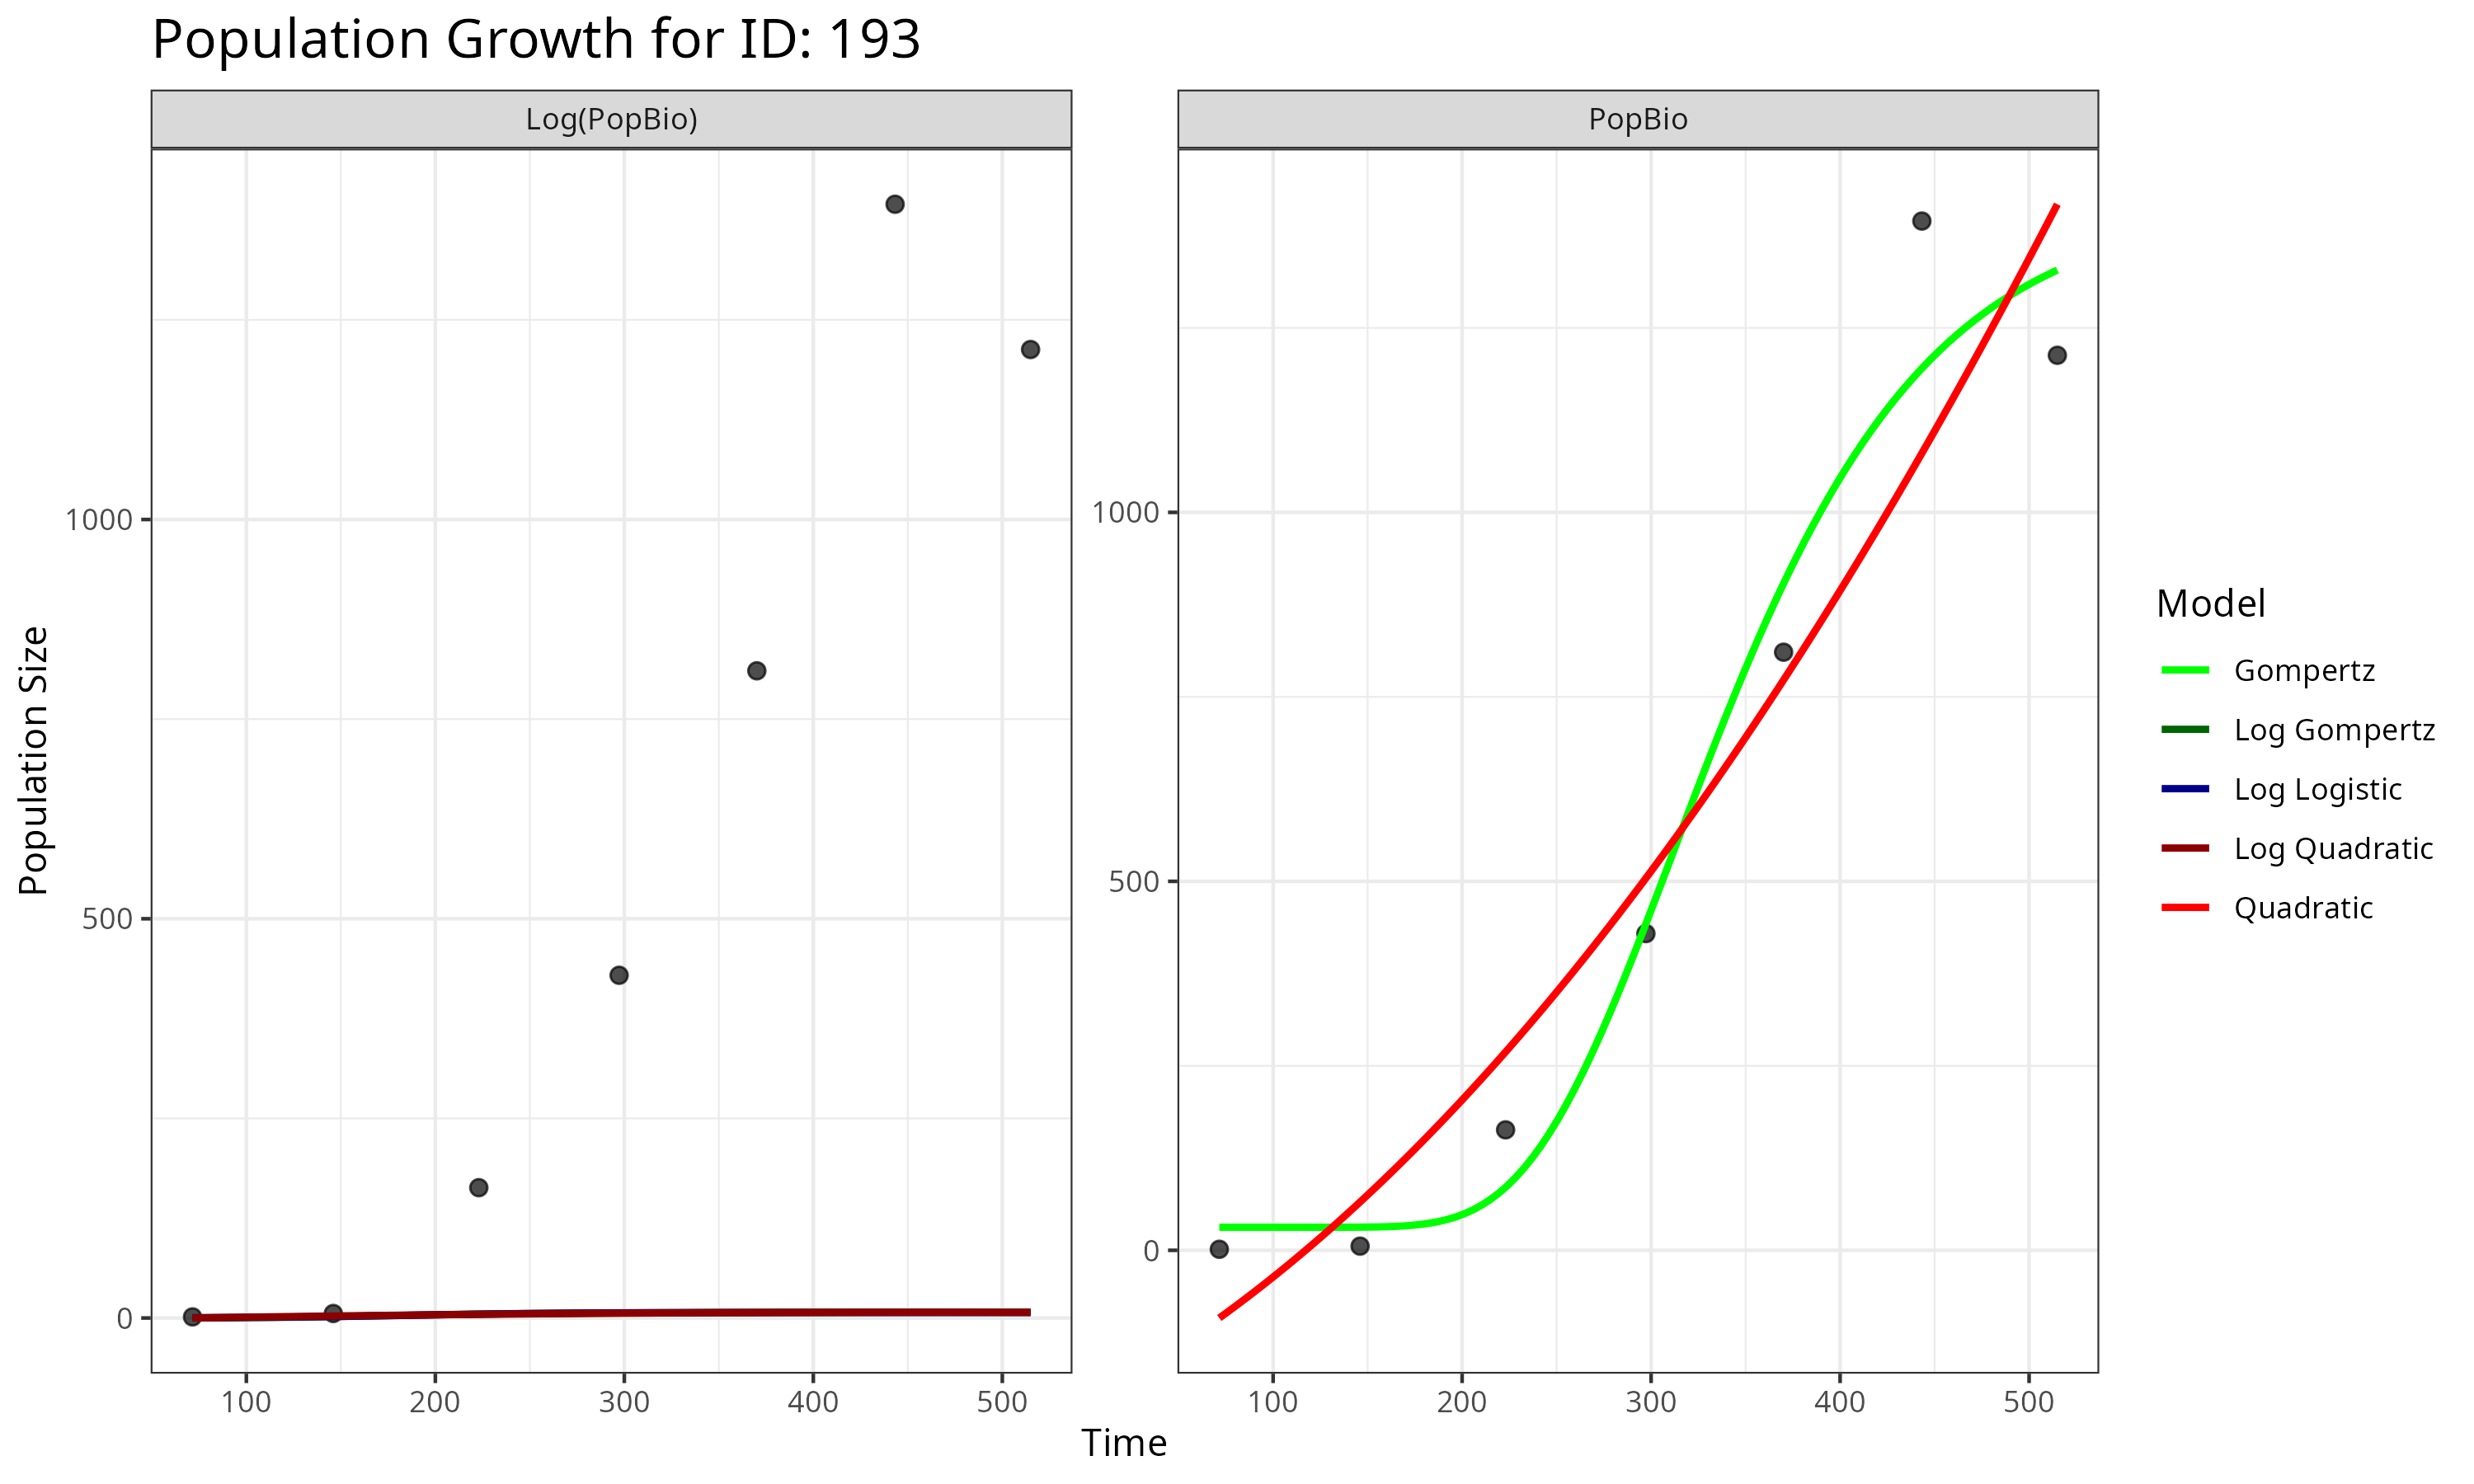 Population Growth for ID: 193
Log(PopBio)
PopBio
Population Size
1000
500
0
1000
500
0
100 200 300 400 500
100 200 300 400 500
Time
Model
Gompertz
Log Gompertz
Log Logistic
Log Quadratic
Quadratic